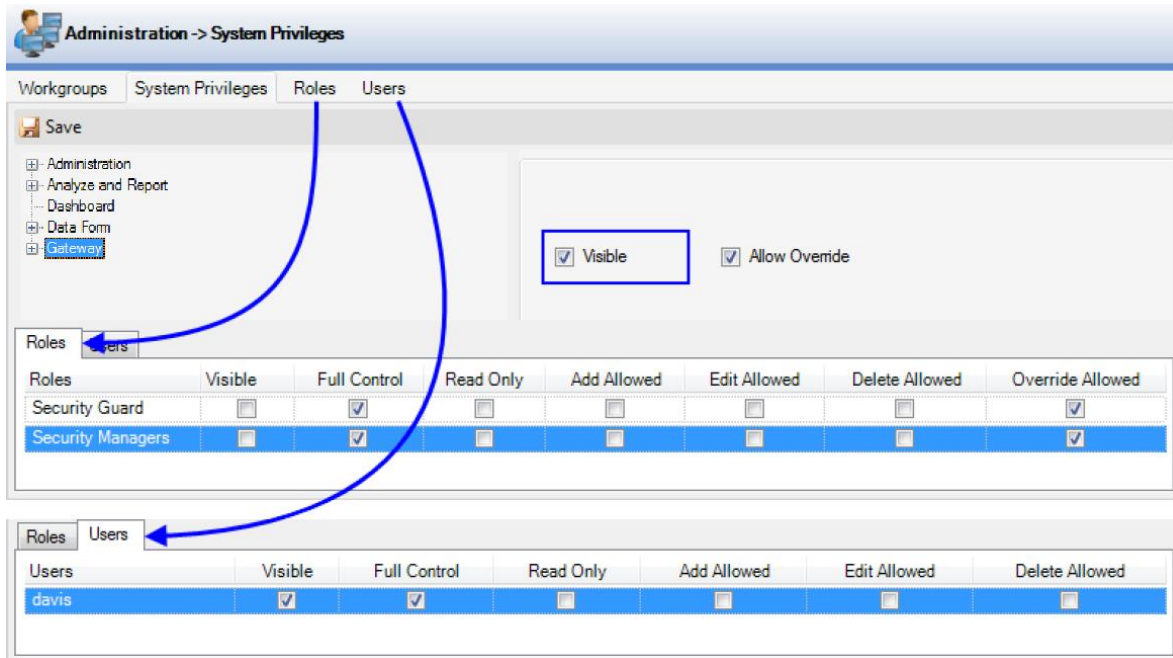 Administration -> System Privileges
Workgroups System Privileges Roles Users
Save
Administration
Analyze and Report
Dashboard
Data Form
Gateway
Visible Allow Override
Roles Users
Roles Visible Full Control Read Only Add Allowed Edit Allowed Delete Allowed Override Allowed
Security Guard
Security Managers
Roles Users
Users Visible Full Control Read Only Add Allowed Edit Allowed Delete Allowed
davis